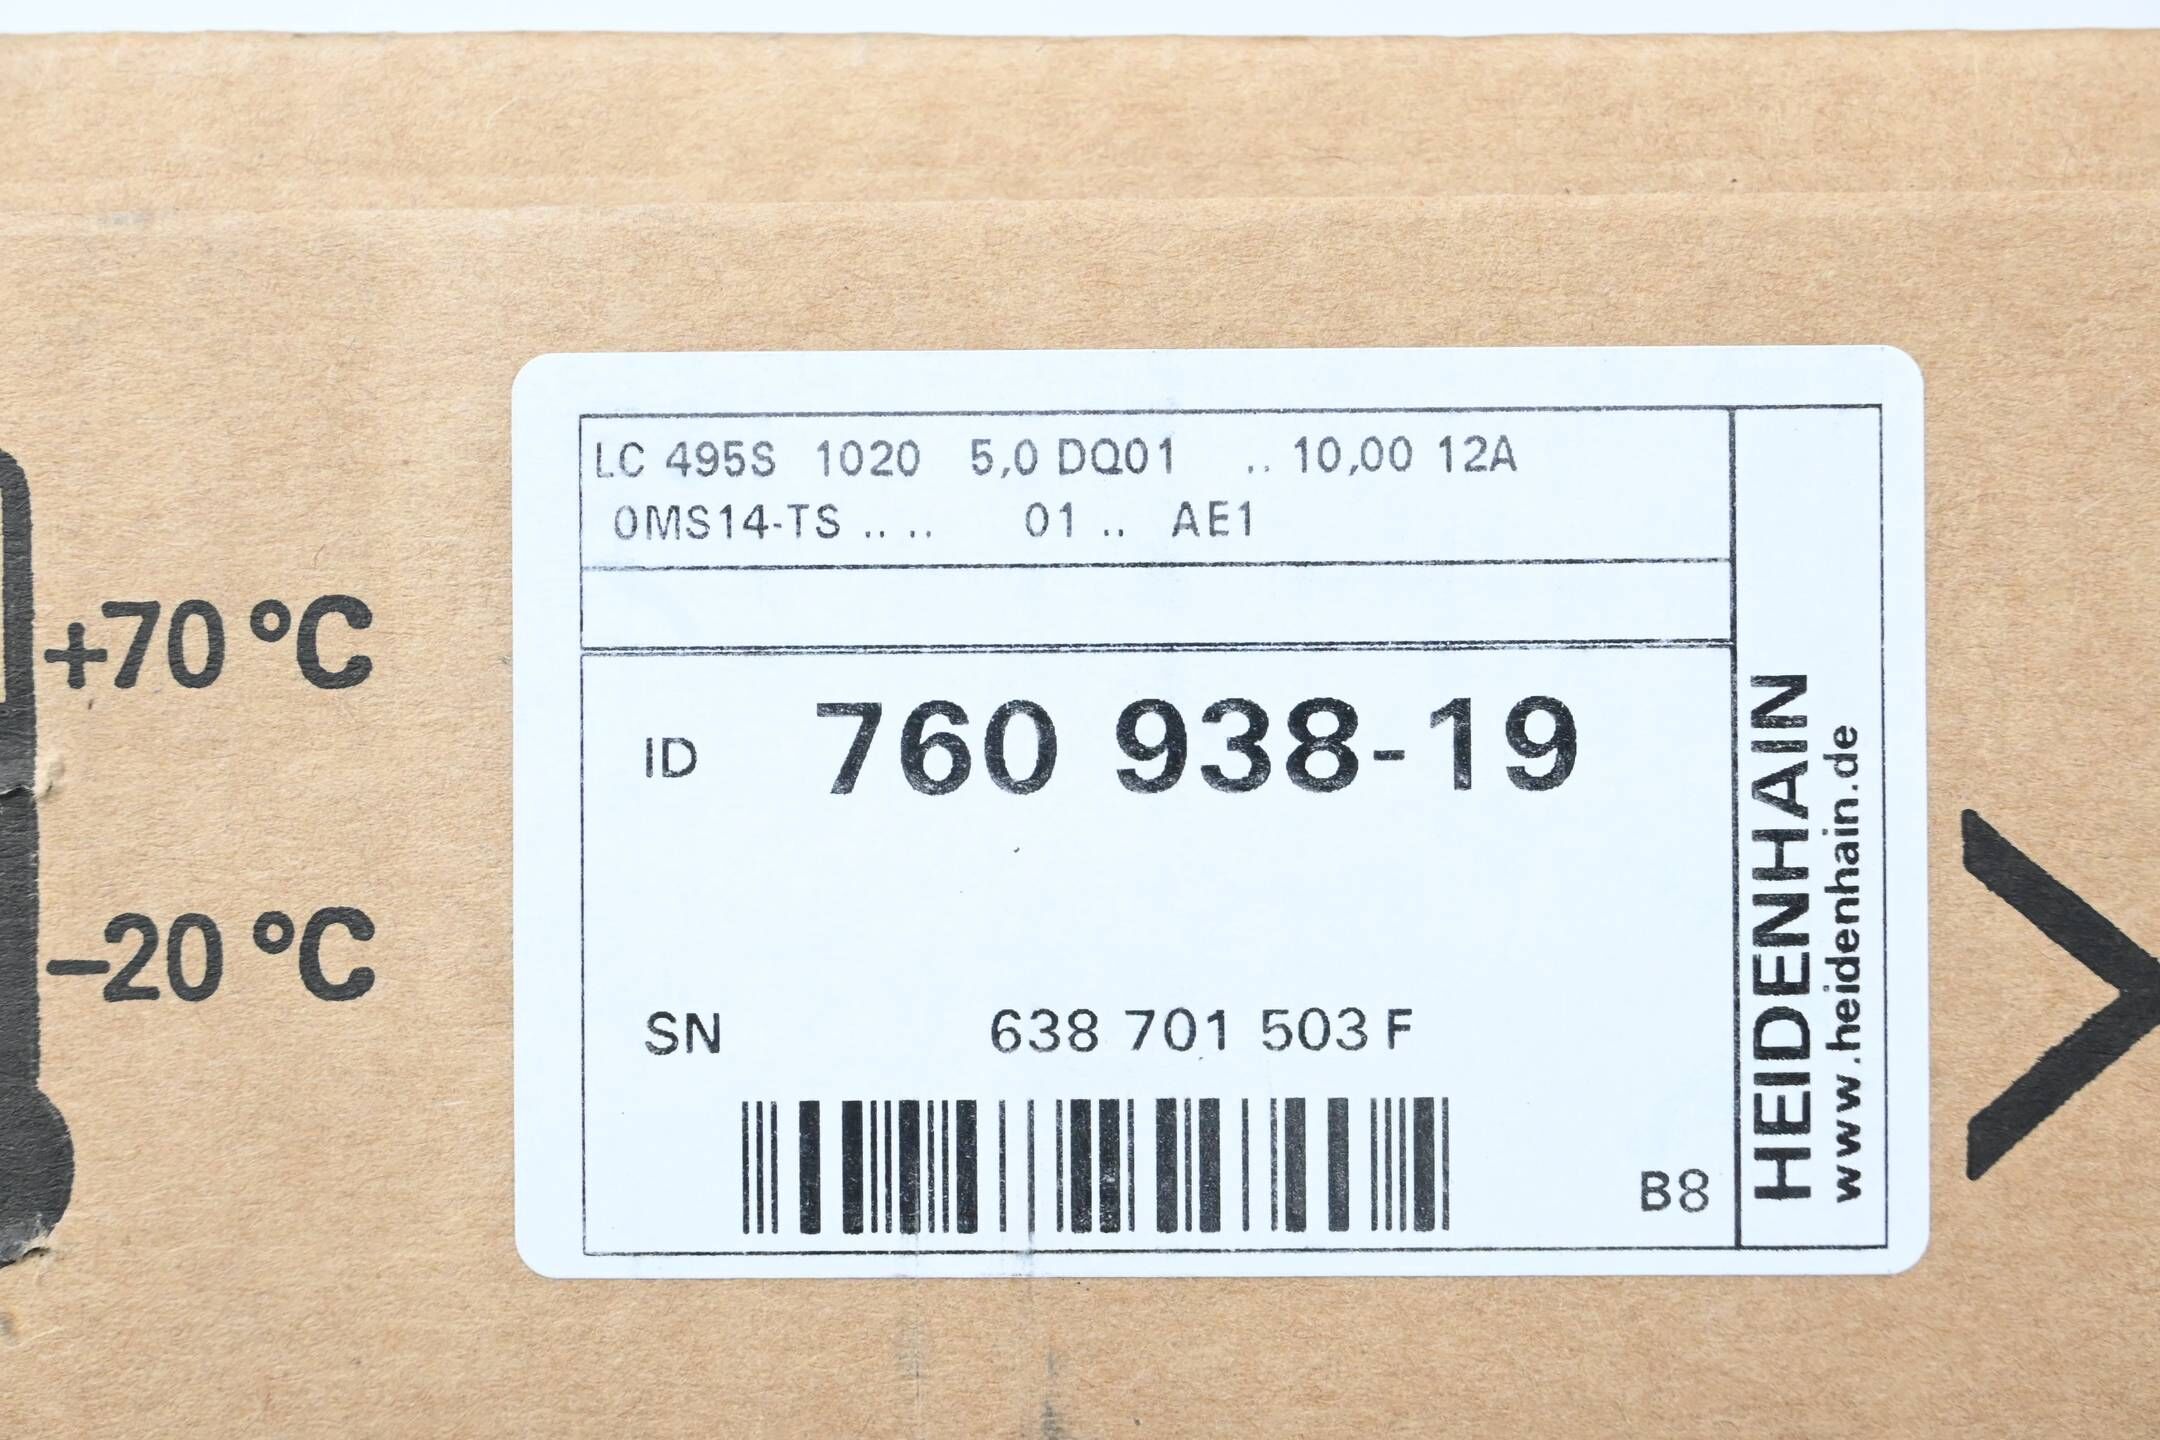 +70 °C
-20 °C
LC 495S 1020 5,0 DQ01 .. 10,00 12A
0MS14-TS .. .. 01 .. AE1
ID 760 938-19
SN 638 701 503 F
B8
HEIDENHAIN
www.heidenhain.de